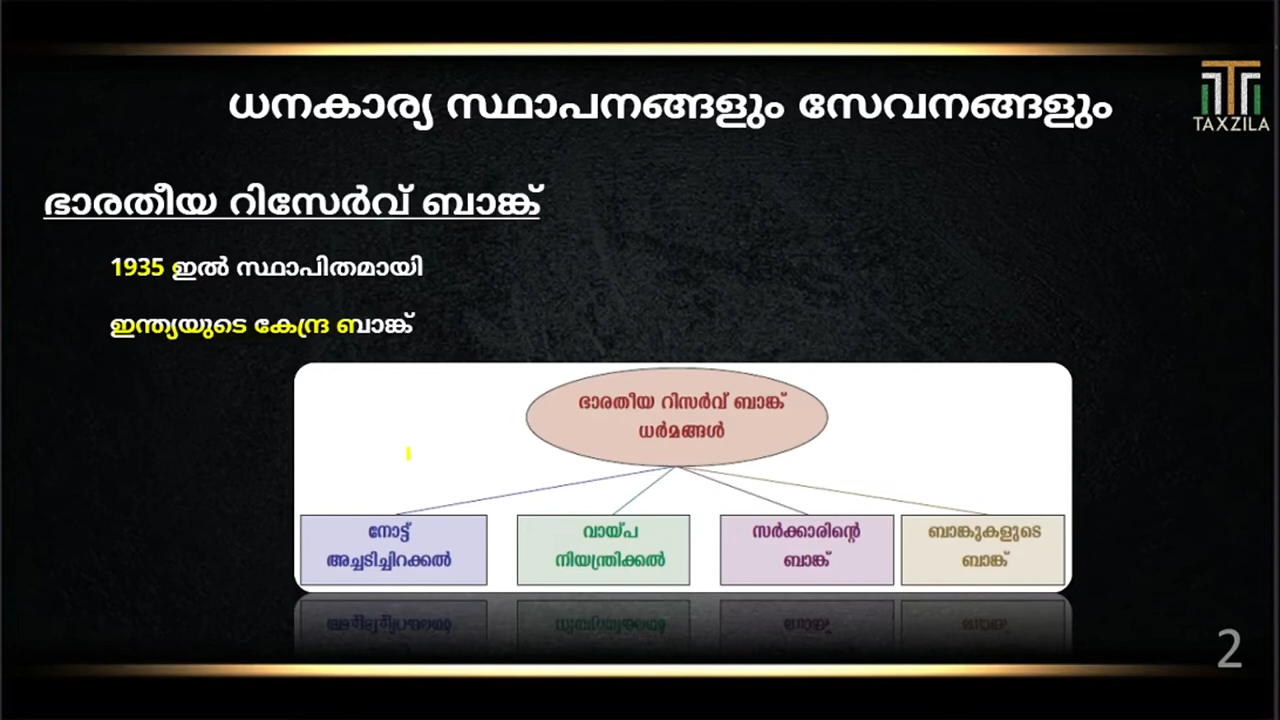 ധനകാര്യ സ്ഥാപനങ്ങളും സേവനങ്ങളും
TAXZILA
ഭാരതീയ റിസേർവ് ബാങ്ക്
1935 ഇൽ സ്ഥാപിതമായി
ഇന്ത്യയുടെ കേന്ദ്ര ബാങ്ക്
ഭാരതീയ റിസർവ് ബാങ്ക്
ധർമങ്ങൾ
നോട്ട്
അച്ചടിച്ചിറക്കൽ
വായ്പ
നിയന്ത്രിക്കൽ
സർക്കാരിന്റെ
ബാങ്ക്
ബാങ്കുകളുടെ
ബാങ്ക്
2